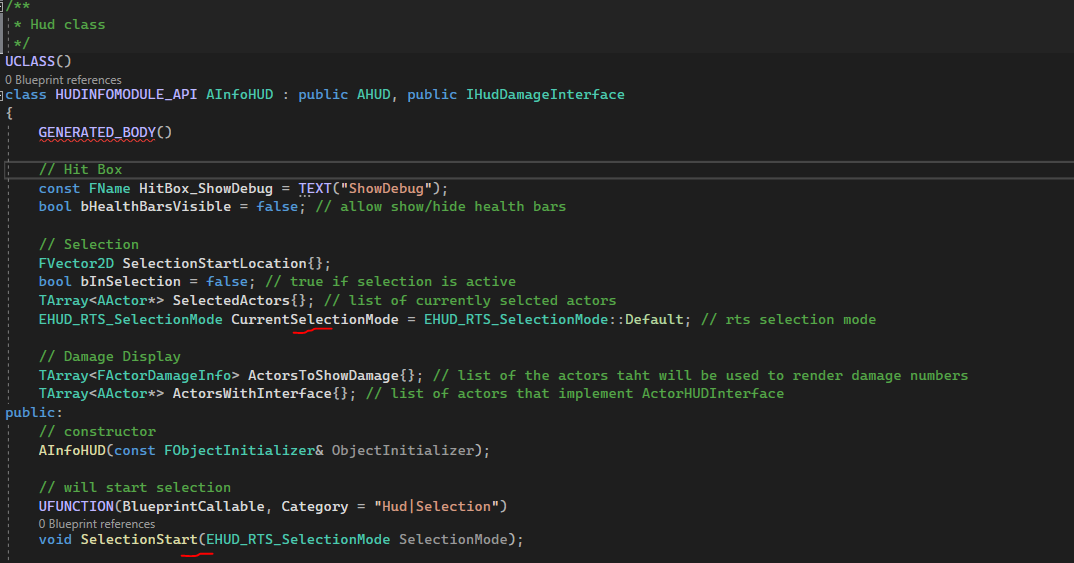 /**
* Hud class
*/
UCLASS()
0 Blueprint references
class HUDINFOMODULE_API AInfoHUD : public AHUD, public IHudDamageInterface
{
GENERATED_BODY()
// Hit Box
const FName HitBox_ShowDebug = TEXT("ShowDebug");
bool bHealthBarsVisible = false; // allow show/hide health bars
// Selection
FVector2D SelectionStartLocation{};
bool bInSelection = false; // true if selection is active
TArray<AActor*> SelectedActors{}; // list of currently selcted actors
EHUD_RTS_SelectionMode CurrentSelectionMode = EHUD_RTS_SelectionMode::Default; // rts selection mode
// Damage Display
TArray<FActorDamageInfo> ActorsToShowDamage{}; // list of the actors taht will be used to render damage numbers
TArray<AActor*> ActorsWithInterface{}; // list of actors that implement ActorHUDInterface
public:
// constructor
AInfoHUD(const FObjectInitializer& ObjectInitializer);
// will start selection
UFUNCTION(BlueprintCallable, Category = "Hud|Selection")
0 Blueprint references
void SelectionStart(EHUD_RTS_SelectionMode SelectionMode);